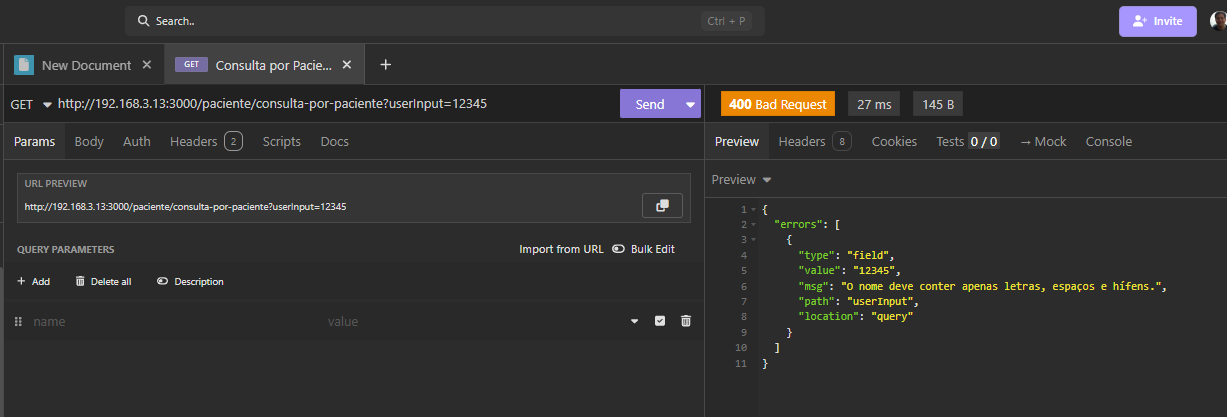 Search..
Ctrl + P
Invite
New Document
GET Consulta por Pacie...
GET http://192.168.3.13:3000/paciente/consulta-por-paciente?userInput=12345
Send
400 Bad Request
27 ms
145 B
Params Body Auth Headers 2 Scripts Docs
Preview Headers 8 Cookies Tests 0 / 0 → Mock Console
URL PREVIEW
http://192.168.3.13:3000/paciente/consulta-por-paciente?userInput=12345
QUERY PARAMETERS
Import from URL Bulk Edit
+ Add Delete all Description
name value
Preview
1 {
2 "errors": [
3 {
4 "type": "field",
5 "value": "12345",
6 "msg": "O nome deve conter apenas letras, espaços e hífens.",
7 "path": "userInput",
8 "location": "query"
9 }
10 ]
11 }